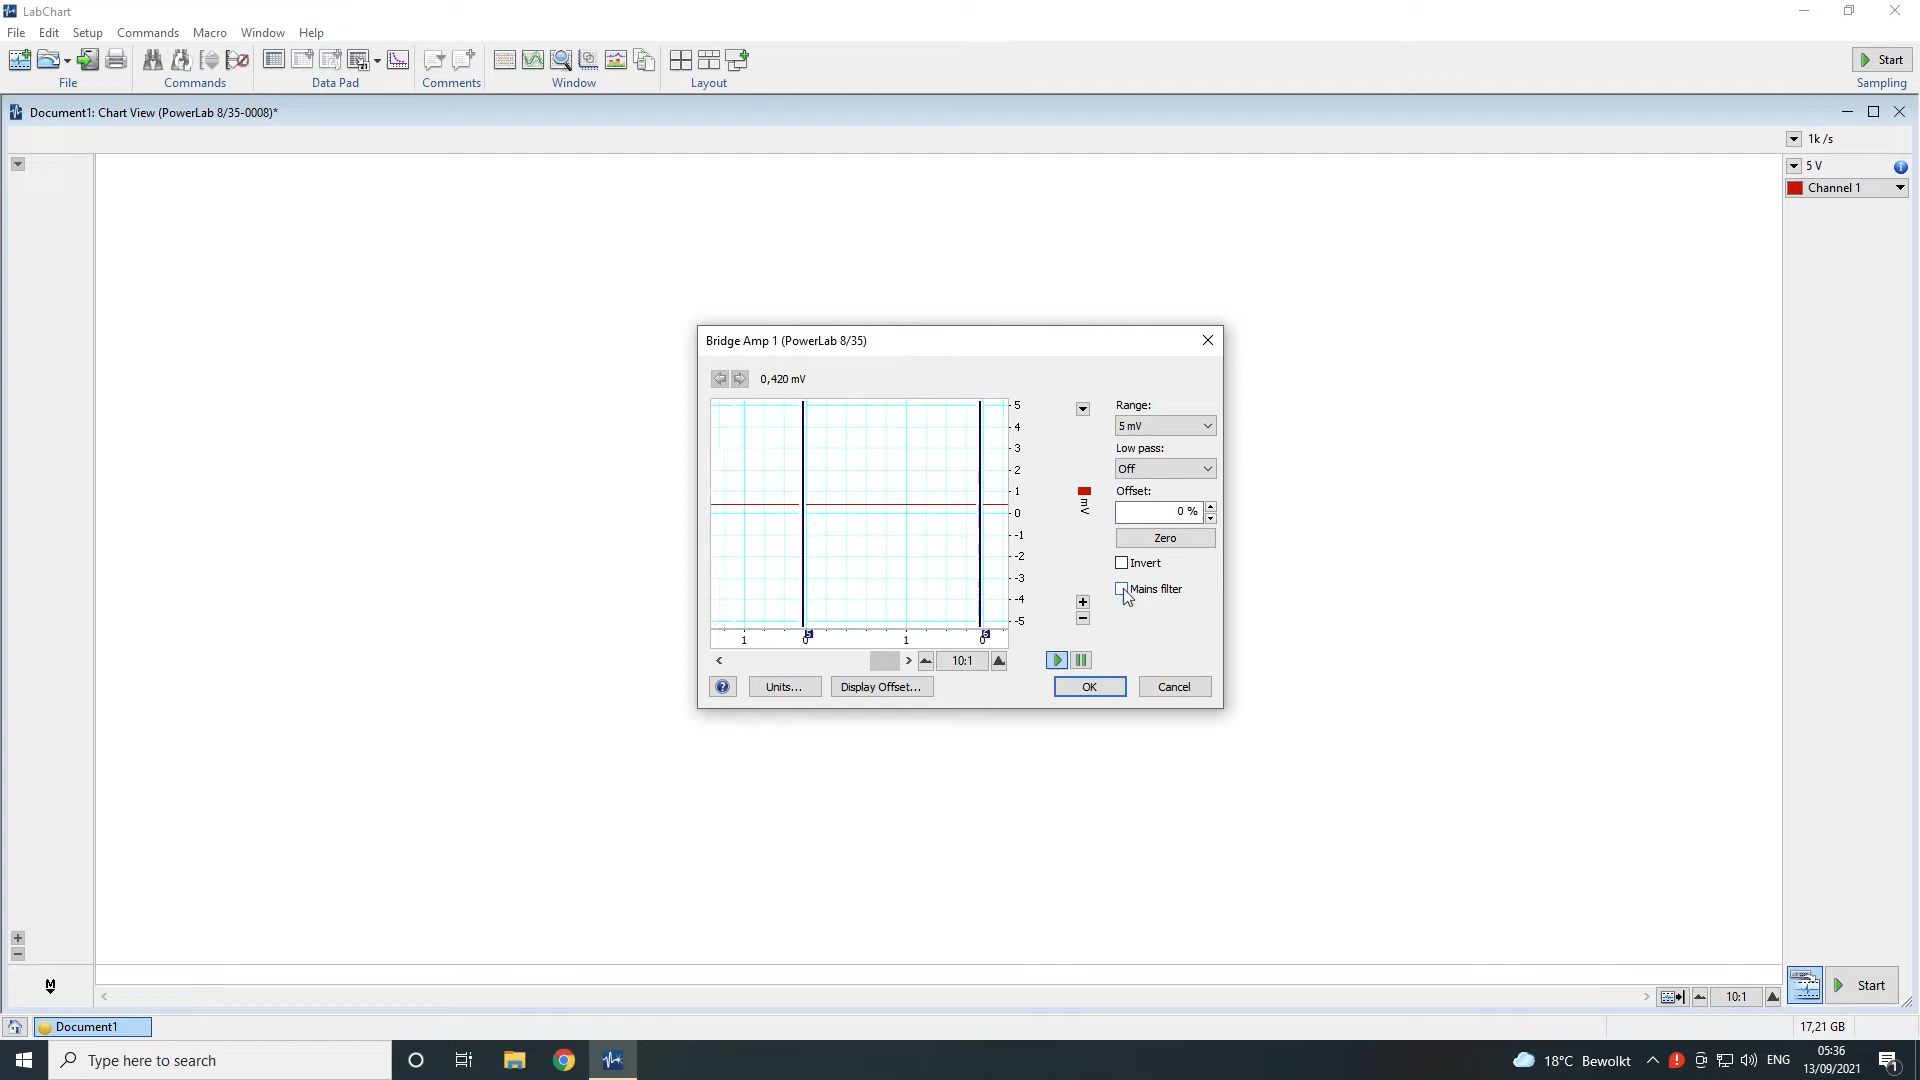 LabChart
File Edit Setup Commands Macro Window Help
Start
File Commands Data Pad Comments Window Layout Sampling
Document1: Chart View (PowerLab 8/35-0008)*
1k /s
5 V
Channel 1
Bridge Amp 1 (PowerLab 8/35)
0,420 mV
5
4
3
2
1
0
-1
-2
-3
-4
-5
mV
Range:
5 mV
Low pass:
Off
Offset:
0 %
Zero
Invert
Mains filter
5 6
1 0 1 0
10:1
Units... Display Offset... OK Cancel
M
10:1
Start
Document1
17,21 GB
Type here to search
18°C Bewolkt
ENG
05:36
13/09/2021
1